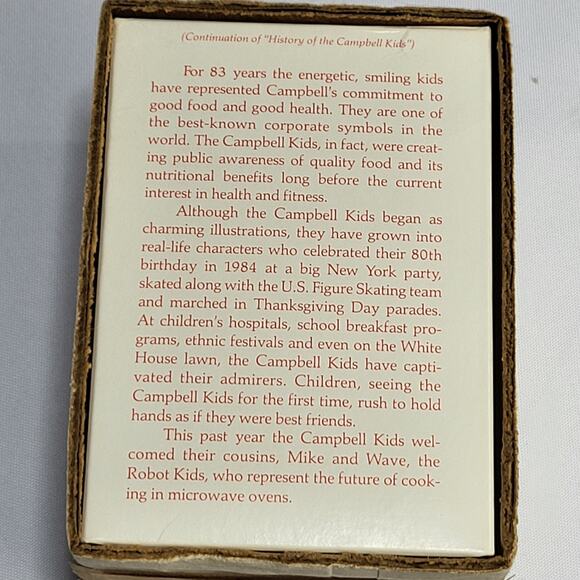 (Continuation of "History of the Campbell Kids")
For 83 years the energetic, smiling kids
have represented Campbell's commitment to
good food and good health. They are one of
the best-known corporate symbols in the
world. The Campbell Kids, in fact, were creat-
ing public awareness of quality food and its
nutritional benefits long before the current
interest in health and fitness.
Although the Campbell Kids began as
charming illustrations, they have grown into
real-life characters who celebrated their 80th
birthday in 1984 at a big New York party,
skated along with the U.S. Figure Skating team
and marched in Thanksgiving Day parades.
At children's hospitals, school breakfast pro-
grams, ethnic festivals and even on the White
House lawn, the Campbell Kids have capti-
vated their admirers. Children, seeing the
Campbell Kids for the first time, rush to hold
hands as if they were best friends.
This past year the Campbell Kids wel-
comed their cousins, Mike and Wave, the
Robot Kids, who represent the future of cook-
ing in microwave ovens.